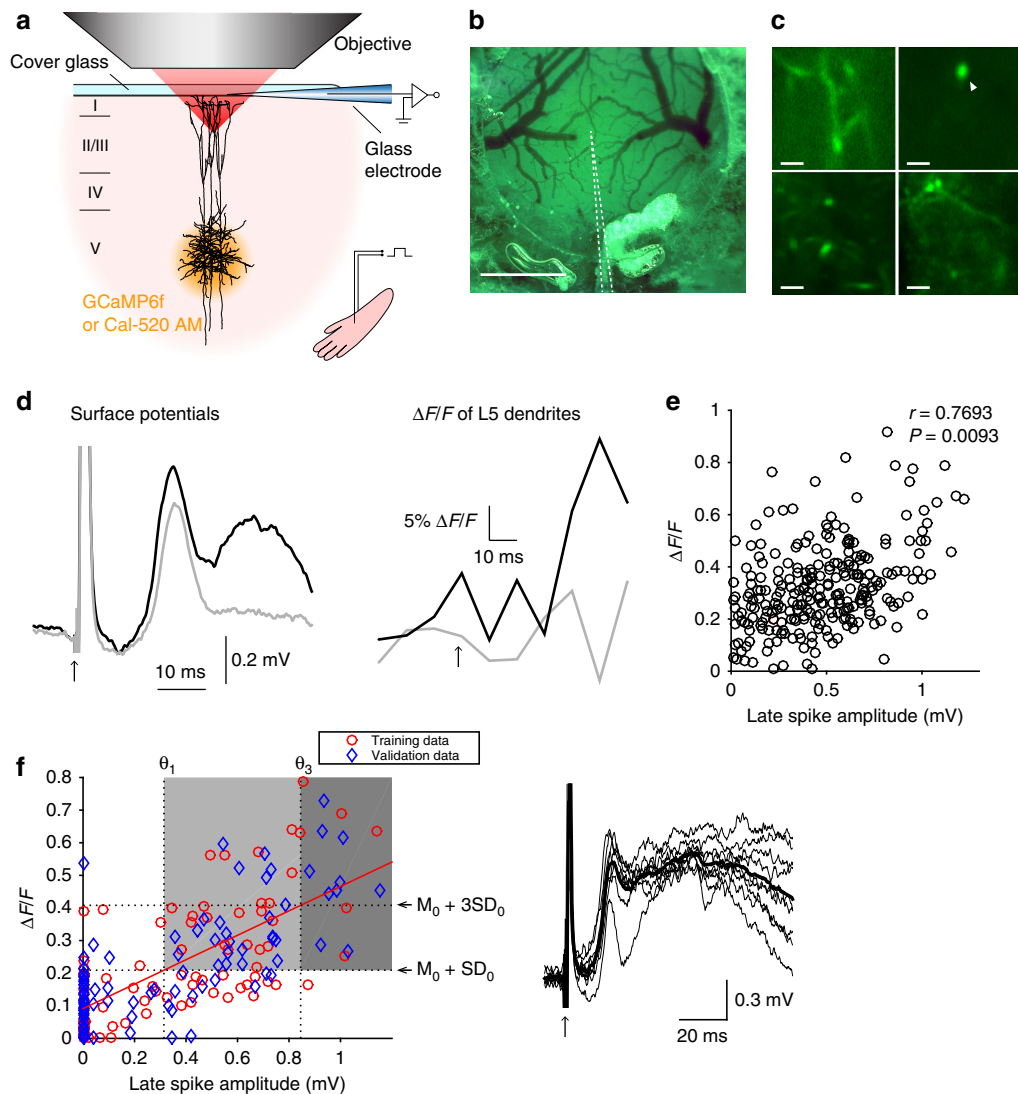 a
Objective
Cover glass
I
II/III
IV
V
Glass
electrode
GCaMP6f
or Cal-520 AM
b
c
d
Surface potentials
ΔF/F of L5 dendrites
5% ΔF/F
10 ms
0.2 mV
10 ms
e
r = 0.7693
P = 0.0093
1
0.8
0.6
0.4
0.2
0
ΔF/F
0
0.5
1
Late spike amplitude (mV)
f
Training data
Validation data
θ1
θ3
0.8
0.7
0.6
0.5
0.4
0.3
0.2
0.1
0
ΔF/F
M0 + 3SD0
M0 + SD0
0
0.2
0.4
0.6
0.8
1
Late spike amplitude (mV)
0.3 mV
20 ms